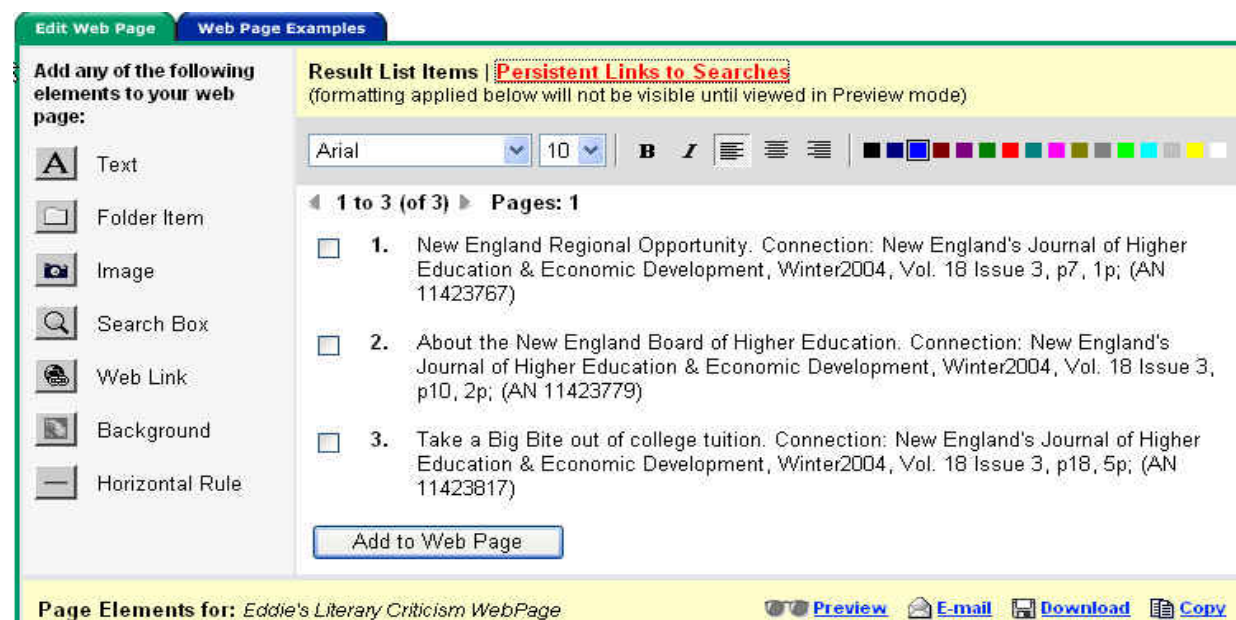 Edit Web Page
Web Page Examples
Add any of the following
elements to your web
page:
A Text
Folder Item
Image
Search Box
Web Link
Background
Horizontal Rule
Result List Items | Persistent Links to Searches
(formatting applied below will not be visible until viewed in Preview mode)
Arial 10 B I
1 to 3 (of 3) Pages: 1
1. New England Regional Opportunity. Connection: New England's Journal of Higher
Education & Economic Development, Winter2004, Vol. 18 Issue 3, p7, 1p; (AN
11423767)
2. About the New England Board of Higher Education. Connection: New England's
Journal of Higher Education & Economic Development, Winter2004, Vol. 18 Issue 3,
p10, 2p; (AN 11423779)
3. Take a Big Bite out of college tuition. Connection: New England's Journal of Higher
Education & Economic Development, Winter2004, Vol. 18 Issue 3, p18, 5p; (AN
11423817)
Add to Web Page
Page Elements for: Eddie's Literary Criticism WebPage
Preview E-mail Download Copy